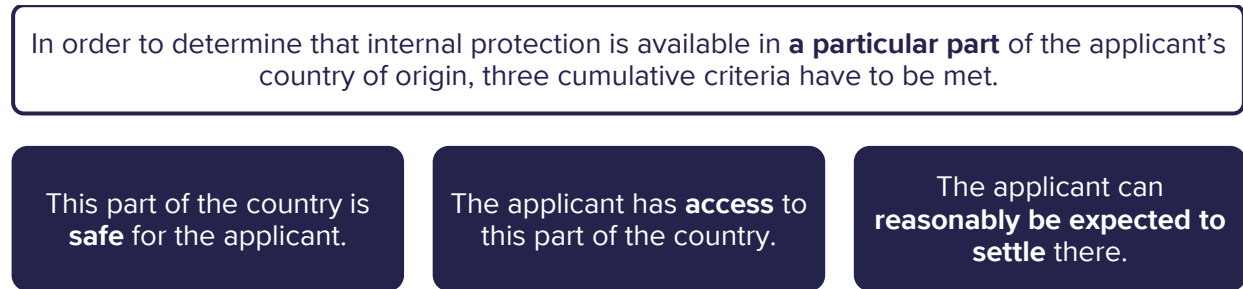 In order to determine that internal protection is available in a particular part of the applicant’s
country of origin, three cumulative criteria have to be met.
This part of the country is
safe for the applicant.
The applicant has access to
this part of the country.
The applicant can
reasonably be expected to
settle there.